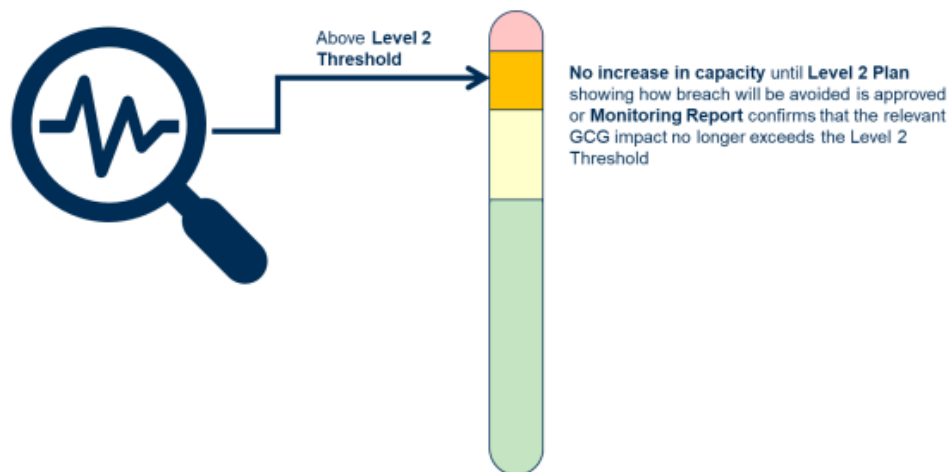 Above Level 2
Threshold
No increase in capacity until Level 2 Plan
showing how breach will be avoided is approved
or Monitoring Report confirms that the relevant
GCG impact no longer exceeds the Level 2
Threshold